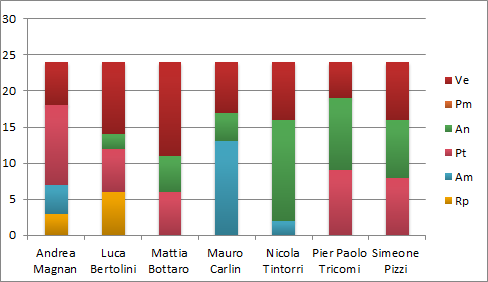 30
25
20
15
10
5
0
Andrea Magnan
Luca Bertolini
Mattia Bottaro
Mauro Carlin
Nicola Tintorri
Pier Paolo Tricomi
Simeone Pizzi
Ve
Pm
An
Pt
Am
Rp